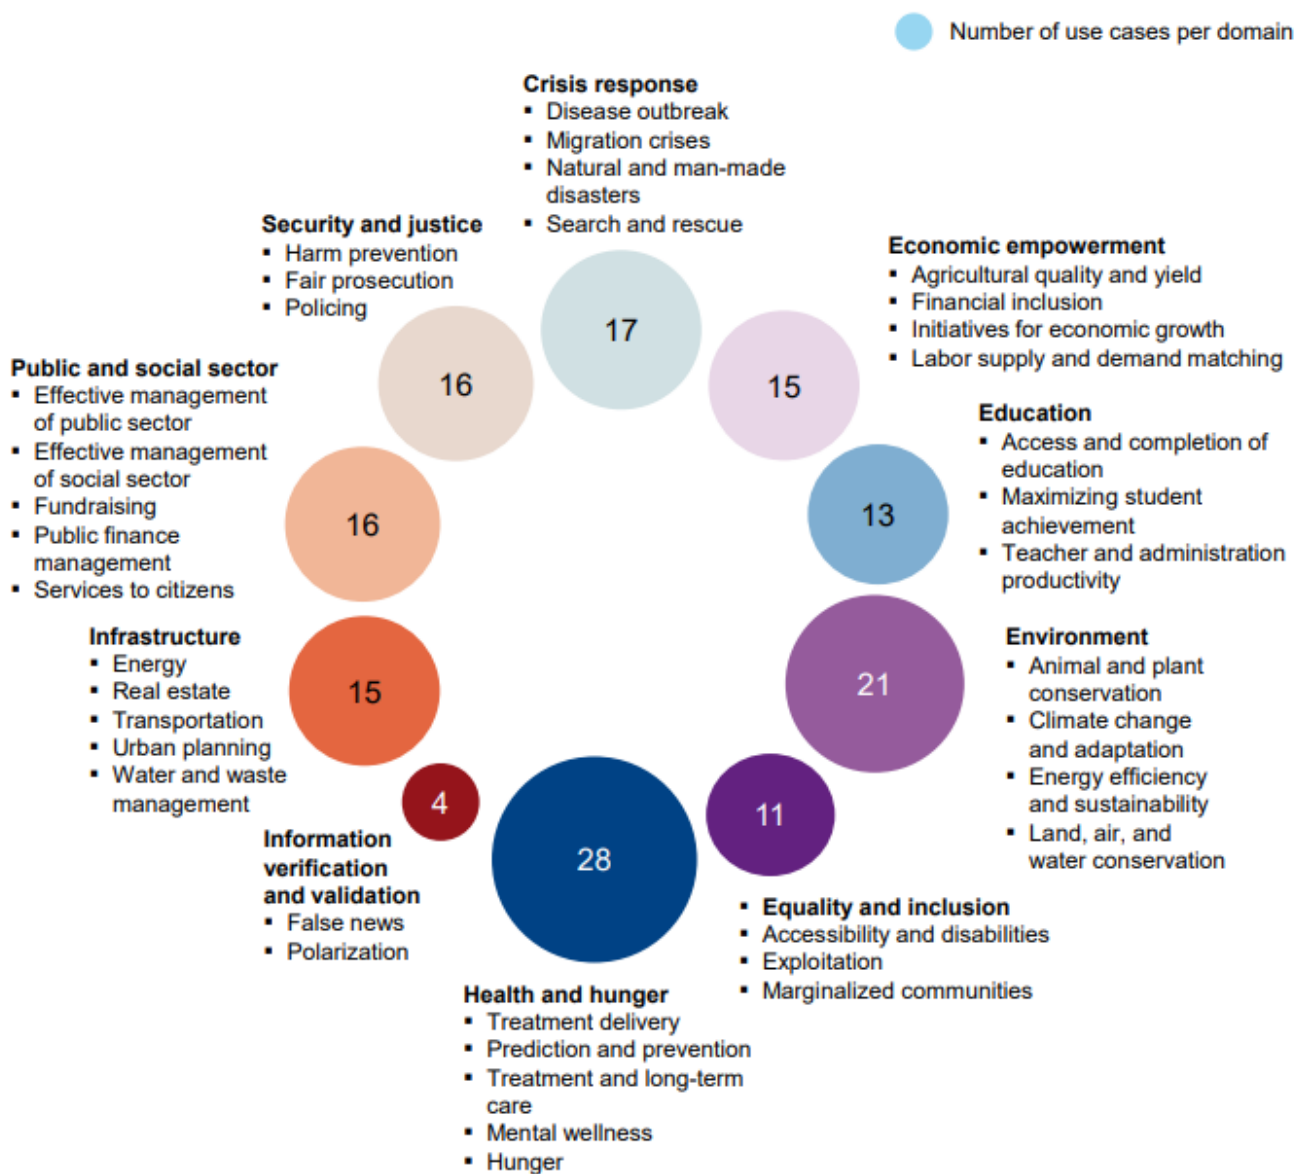 Number of use cases per domain
Crisis response
▪ Disease outbreak
▪ Migration crises
▪ Natural and man-made
disasters
▪ Search and rescue
17
Economic empowerment
▪ Agricultural quality and yield
▪ Financial inclusion
▪ Initiatives for economic growth
▪ Labor supply and demand matching
15
Education
▪ Access and completion of
education
▪ Maximizing student
achievement
▪ Teacher and administration
productivity
13
Environment
▪ Animal and plant
conservation
▪ Climate change
and adaptation
▪ Energy efficiency
and sustainability
▪ Land, air, and
water conservation
21
▪ Equality and inclusion
▪ Accessibility and disabilities
▪ Exploitation
▪ Marginalized communities
11
Health and hunger
▪ Treatment delivery
▪ Prediction and prevention
▪ Treatment and long-term
care
▪ Mental wellness
▪ Hunger
28
Information
verification
and validation
▪ False news
▪ Polarization
4
Infrastructure
▪ Energy
▪ Real estate
▪ Transportation
▪ Urban planning
▪ Water and waste
management
15
Public and social sector
▪ Effective management
of public sector
▪ Effective management
of social sector
▪ Fundraising
▪ Public finance
management
▪ Services to citizens
16
Security and justice
▪ Harm prevention
▪ Fair prosecution
▪ Policing
16